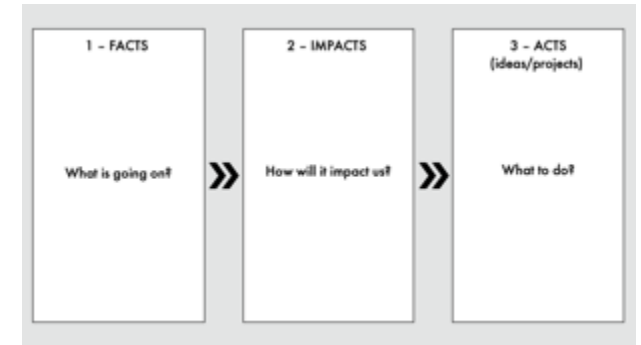 1 – FACTS
What is going on?
2 – IMPACTS
How will it impact us?
3 – ACTS
(ideas/projects)
What to do?